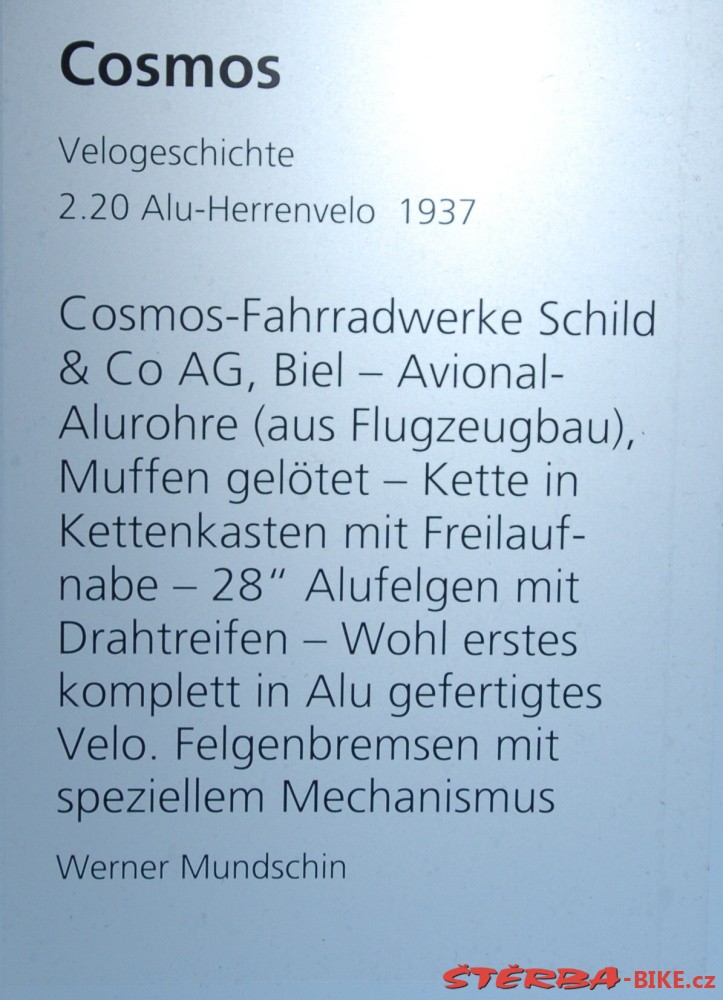 Cosmos
Velogeschichte
2.20 Alu-Herrenvelo 1937
Cosmos-Fahrradwerke Schild
& Co AG, Biel – Avional-
Alurohre (aus Flugzeugbau),
Muffen gelötet – Kette in
Kettenkasten mit Freilauf-
nabe – 28“ Alufelgen mit
Drahtreifen – Wohl erstes
komplett in Alu gefertigtes
Velo. Felgenbremsen mit
speziellem Mechanismus
Werner Mundschin
ŠTĚRBA-BIKE.cz